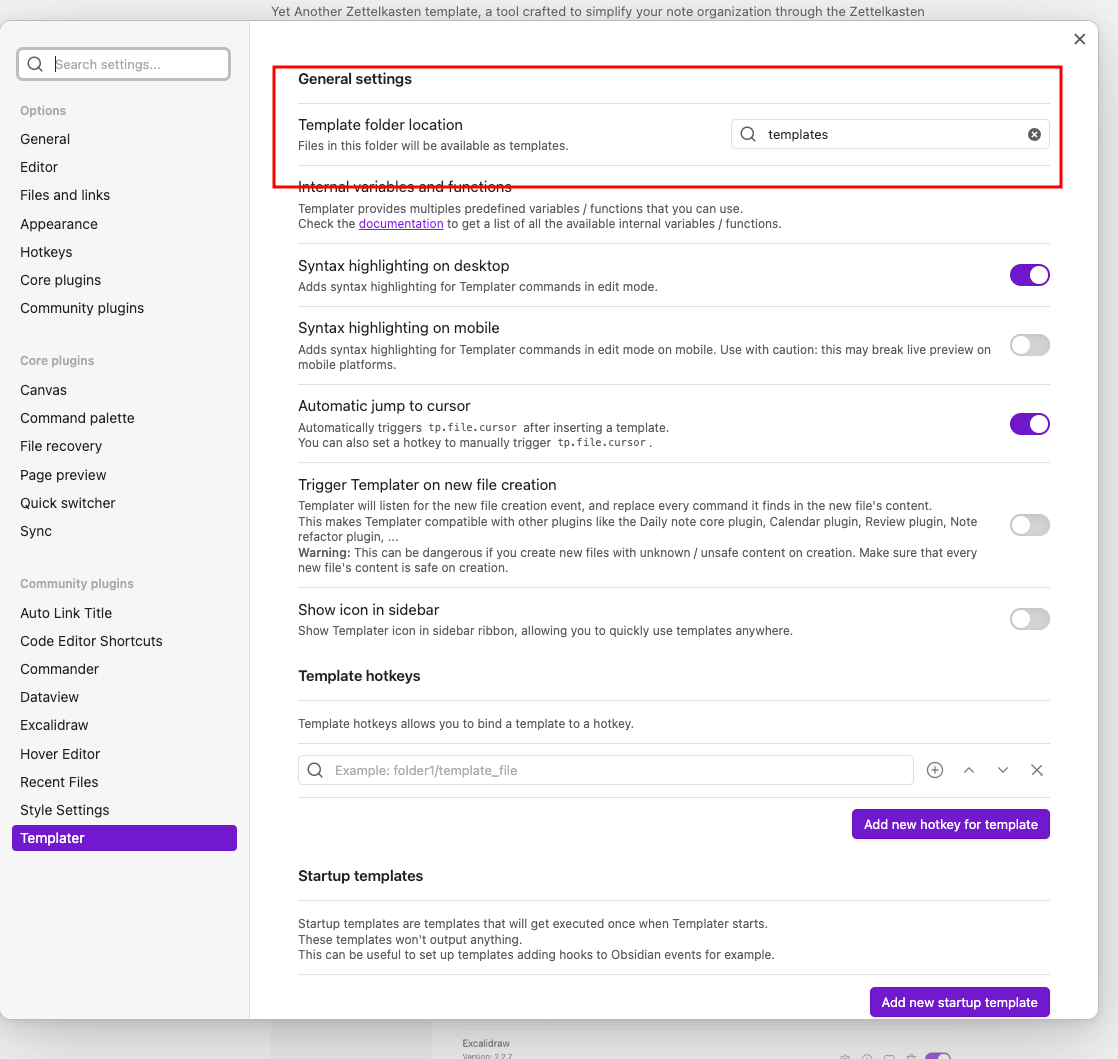 Yet Another Zettelkasten template, a tool crafted to simplify your note organization through the Zettelkasten
Search settings...
Options
General
Editor
Files and links
Appearance
Hotkeys
Core plugins
Community plugins
Core plugins
Canvas
Command palette
File recovery
Page preview
Quick switcher
Sync
Community plugins
Auto Link Title
Code Editor Shortcuts
Commander
Dataview
Excalidraw
Hover Editor
Recent Files
Style Settings
Templater
General settings
Template folder location
Files in this folder will be available as templates.
templates
Internal variables and functions
Templater provides multiples predefined variables / functions that you can use.
Check the documentation to get a list of all the available internal variables / functions.
Syntax highlighting on desktop
Adds syntax highlighting for Templater commands in edit mode.
Syntax highlighting on mobile
Adds syntax highlighting for Templater commands in edit mode on mobile. Use with caution: this may break live preview on
mobile platforms.
Automatic jump to cursor
Automatically triggers tp.file.cursor after inserting a template.
You can also set a hotkey to manually trigger tp.file.cursor.
Trigger Templater on new file creation
Templater will listen for the new file creation event, and replace every command it finds in the new file's content.
This makes Templater compatible with other plugins like the Daily note core plugin, Calendar plugin, Review plugin, Note
refactor plugin, ...
Warning: This can be dangerous if you create new files with unknown / unsafe content on creation. Make sure that every
new file's content is safe on creation.
Show icon in sidebar
Show Templater icon in sidebar ribbon, allowing you to quickly use templates anywhere.
Template hotkeys
Template hotkeys allows you to bind a template to a hotkey.
Example: folder1/template_file
Add new hotkey for template
Startup templates
Startup templates are templates that will get executed once when Templater starts.
These templates won't output anything.
This can be useful to set up templates adding hooks to Obsidian events for example.
Add new startup template
Excalidraw
Version: 2.2.7